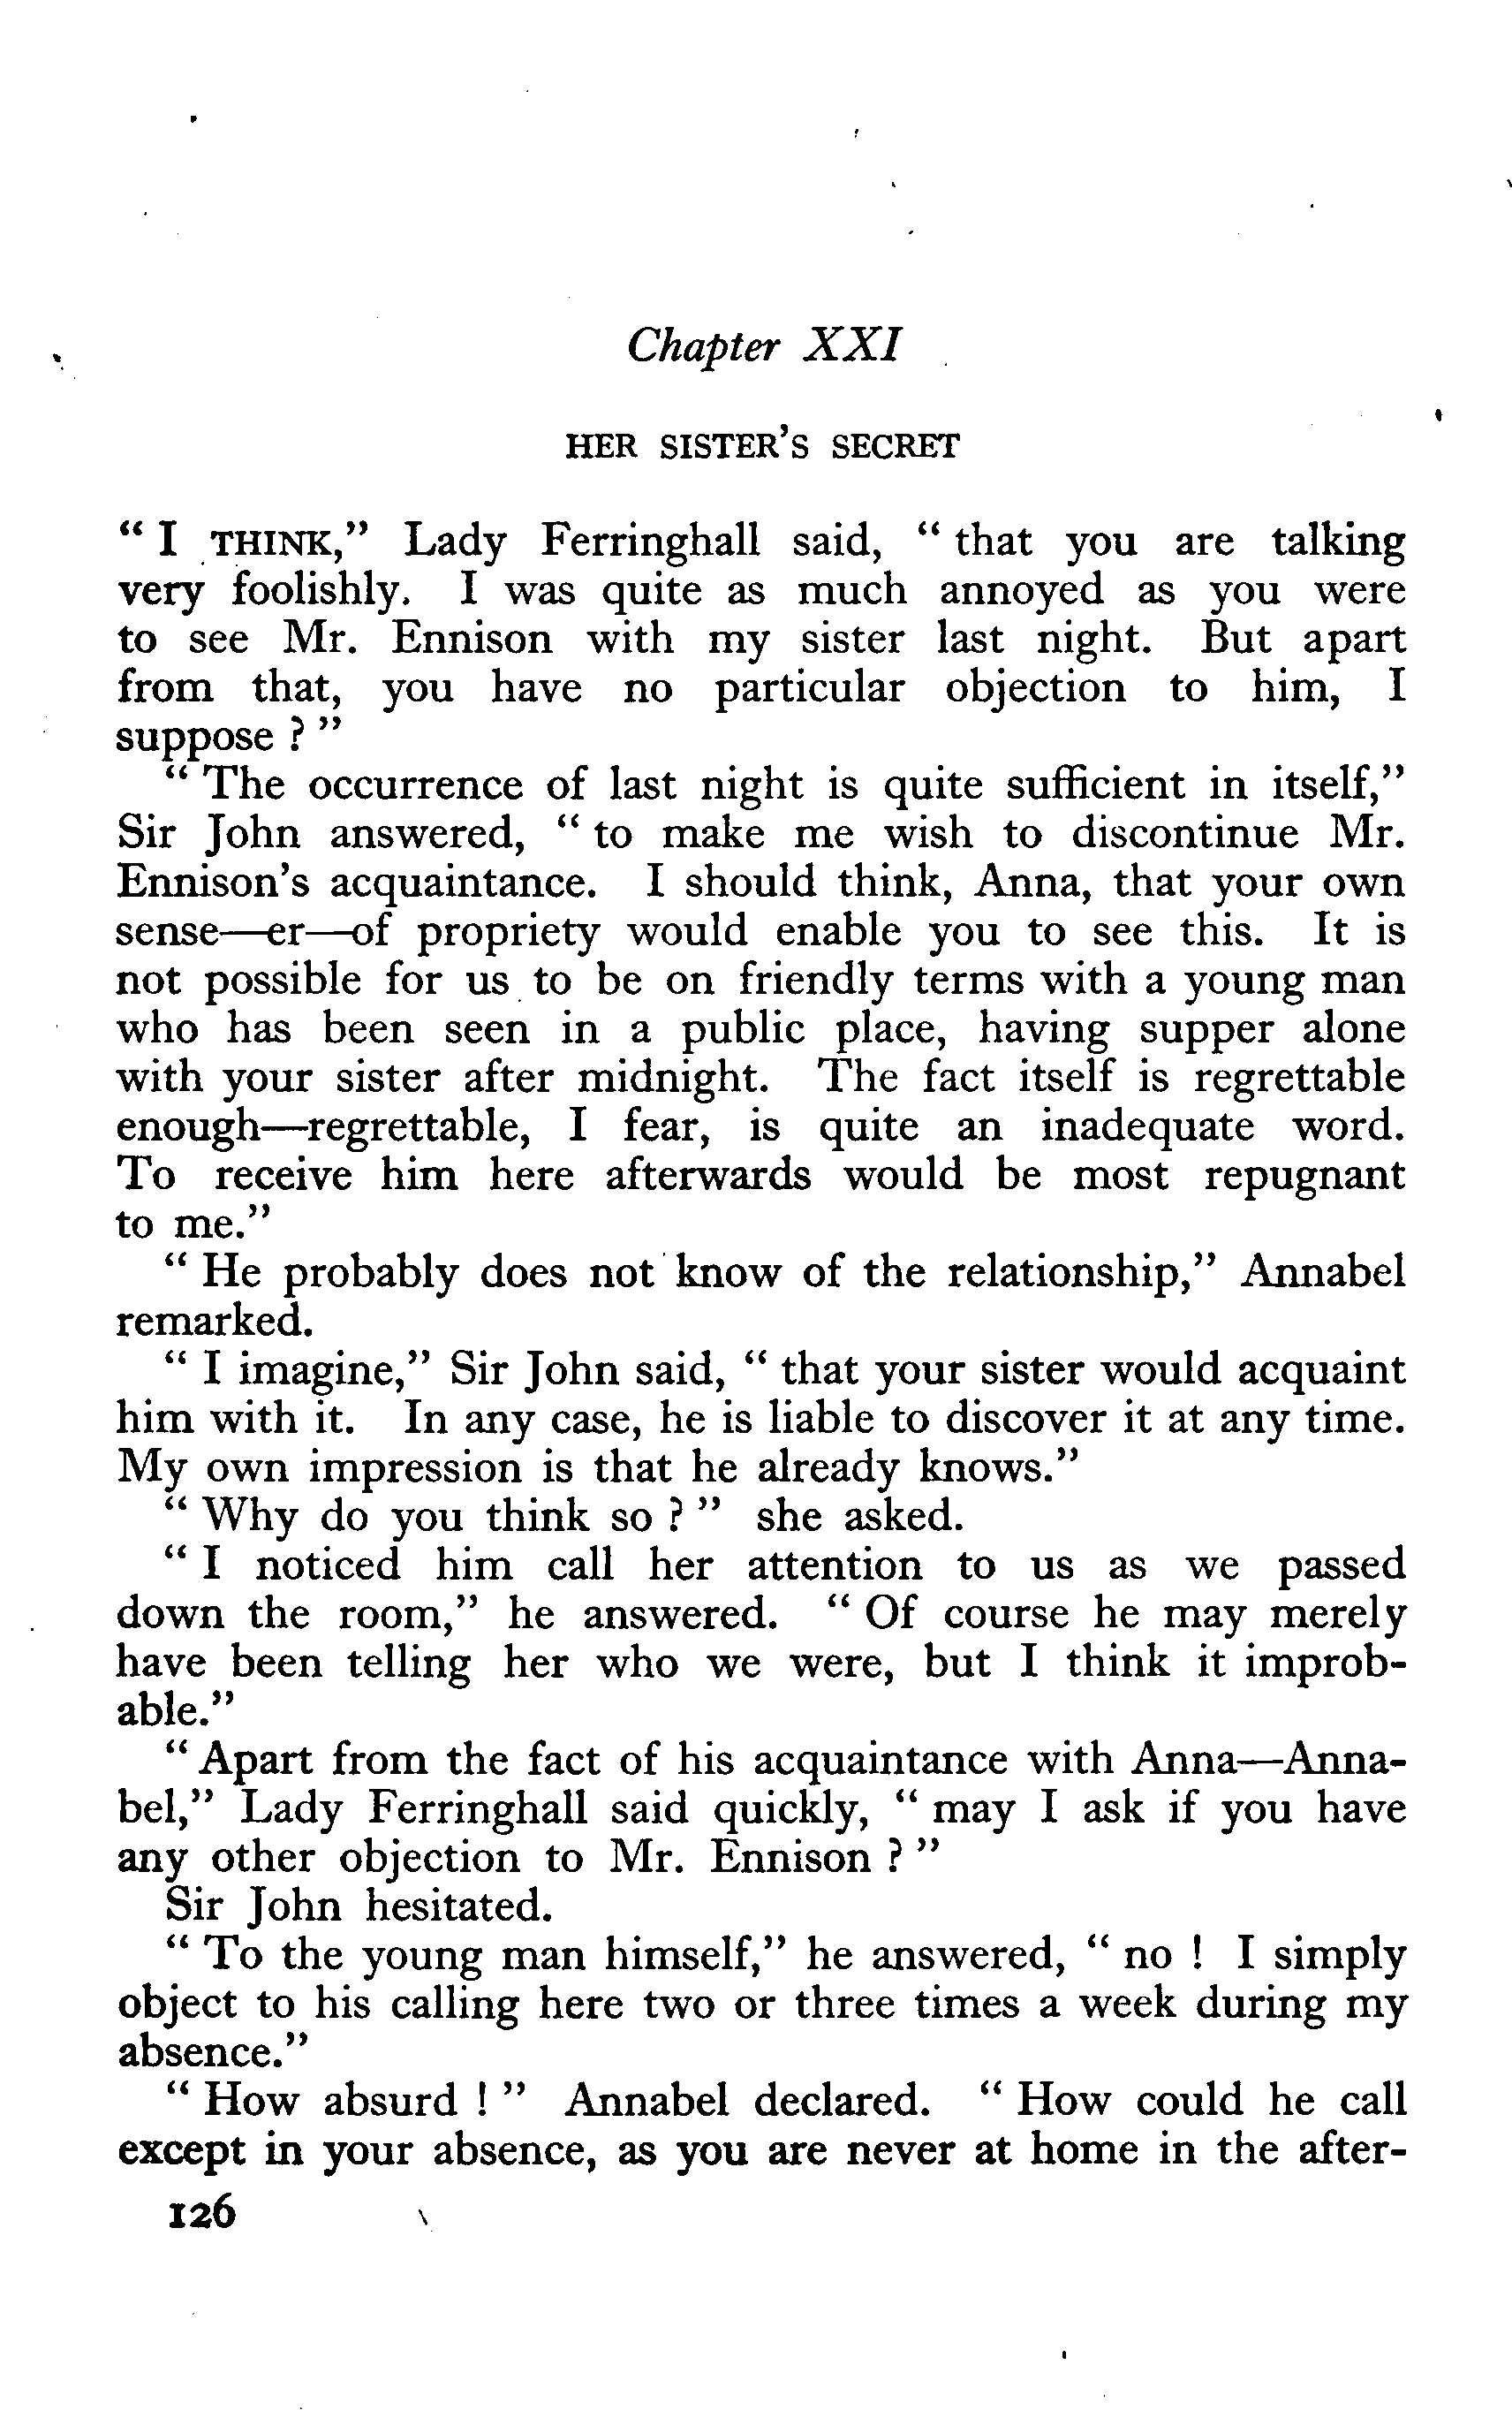 Chapter XXI
HER SISTER'S SECRET
" I THINK," Lady Ferringhall said, " that you are talking
very foolishly. I was quite as much annoyed as you were
to see Mr. Ennison with my sister last night. But apart
from that, you have no particular objection to him, I
suppose ? "
" The occurrence of last night is quite sufficient in itself,"
Sir John answered, " to make me wish to discontinue Mr.
Ennison's acquaintance. I should think, Anna, that your own
sense—er—of propriety would enable you to see this. It is
not possible for us to be on friendly terms with a young man
who has been seen in a public place, having supper alone
with your sister after midnight. The fact itself is regrettable
enough—regrettable, I fear, is quite an inadequate word.
To receive him here afterwards would be most repugnant
to me."
" He probably does not know of the relationship," Annabel
remarked.
" I imagine," Sir John said, " that your sister would acquaint
him with it. In any case, he is liable to discover it at any time.
My own impression is that he already knows."
" Why do you think so ? " she asked.
" I noticed him call her attention to us as we passed
down the room," he answered. " Of course he may merely
have been telling her who we were, but I think it improb-
able."
" Apart from the fact of his acquaintance with Anna—Anna-
bel," Lady Ferringhall said quickly, " may I ask if you have
any other objection to Mr. Ennison ? "
Sir John hesitated.
" To the young man himself," he answered, " no ! I simply
object to his calling here two or three times a week during my
absence."
" How absurd ! " Annabel declared. " How could he call
except in your absence, as you are never at home in the after-
126